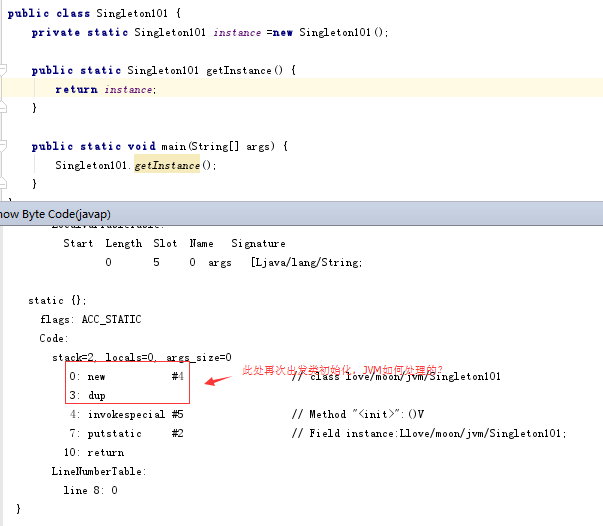 public class Singleton101 {
private static Singleton101 instance =new Singleton101();
public static Singleton101 getInstance() {
return instance;
}
public static void main(String[] args) {
Singleton101.getInstance();
}
how Byte Code(javap)
LocalVariableTable:
Start Length Slot Name Signature
0 5 0 args [Ljava/lang/String;
static {};
flags: ACC_STATIC
Code:
stack=2, locals=0, args_size=0
0: new #4 // class love/moon/jvm/Singleton101
此处再次出发类初始化，JVM如何处理的？
3: dup
4: invokespecial #5 // Method "<init>":()V
7: putstatic #2 // Field instance:Llove/moon/jvm/Singleton101;
10: return
LineNumberTable:
line 8: 0
}